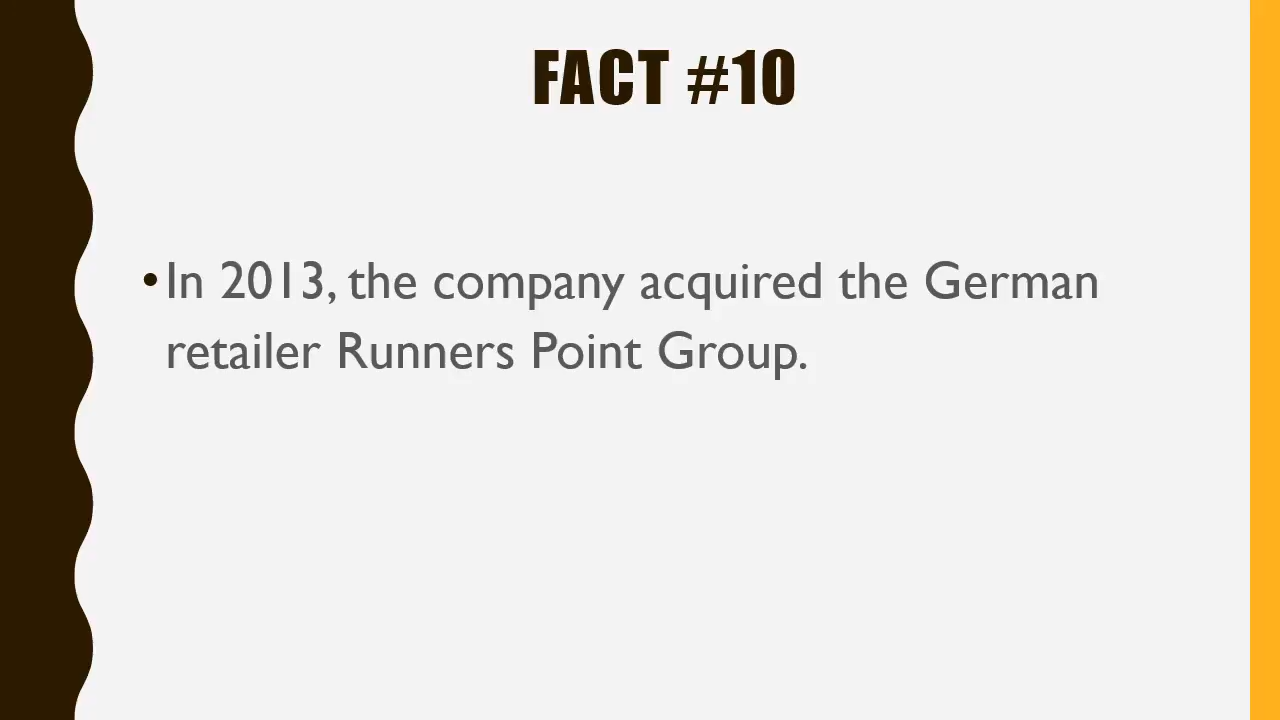 FACT #10
•In 2013, the company acquired the German
retailer Runners Point Group.